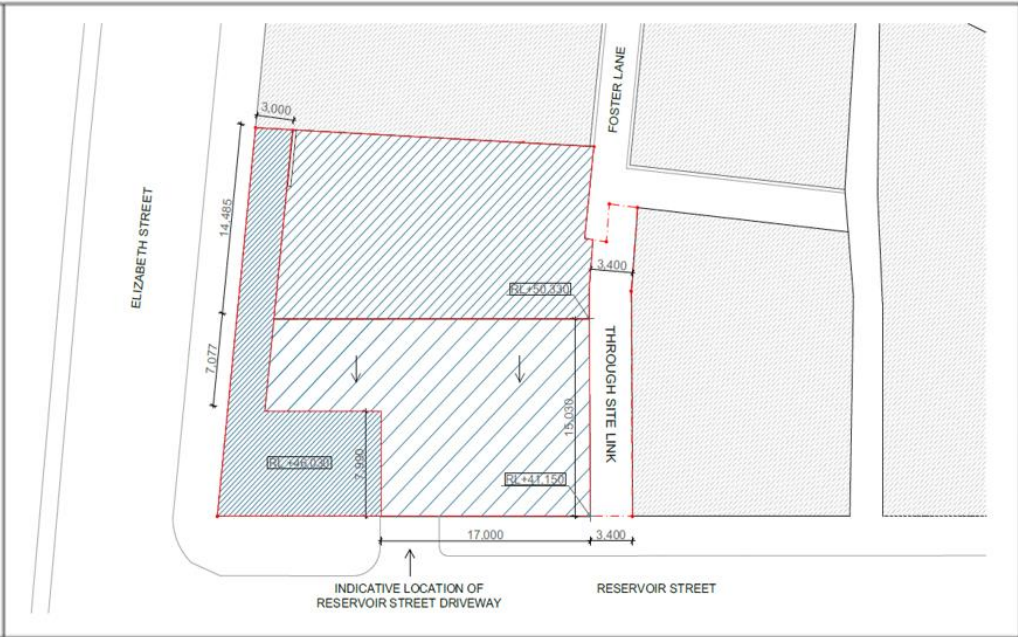 FOSTER LANE
3,000
ELIZABETH STREET
14,485
3,400
RL+50,330
7,077
THROUGH SITE LINK
15,030
RL +46,030
7,990
RL+41,150
17,000
3,400
INDICATIVE LOCATION OF
RESERVOIR STREET DRIVEWAY
RESERVOIR STREET